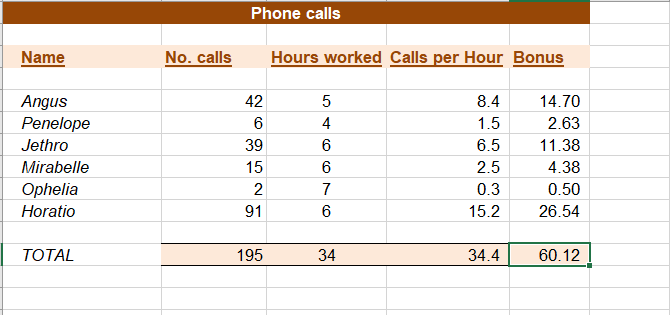 Phone calls
Name No. calls Hours worked Calls per Hour Bonus
Angus 42 5 8.4 14.70
Penelope 6 4 1.5 2.63
Jethro 39 6 6.5 11.38
Mirabelle 15 6 2.5 4.38
Ophelia 2 7 0.3 0.50
Horatio 91 6 15.2 26.54
TOTAL 195 34 34.4 60.12